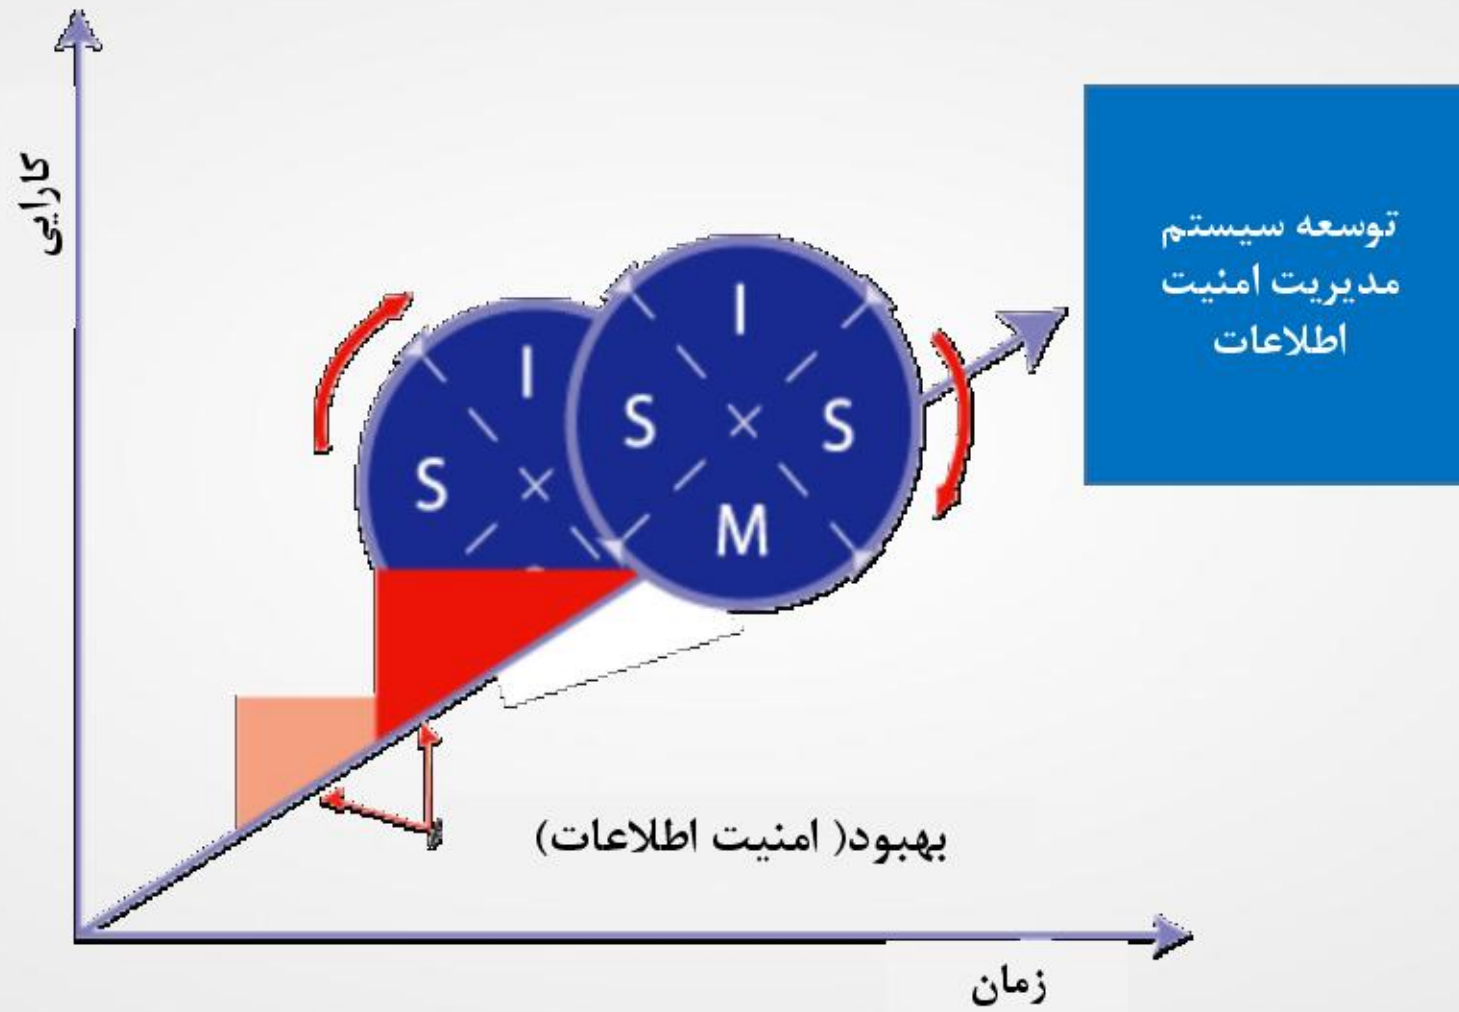 کارایی
توسعه سیستم
مدیریت امنیت
اطلاعات
I
S
I
S S
M
بهبود( امنیت اطلاعات)
زمان